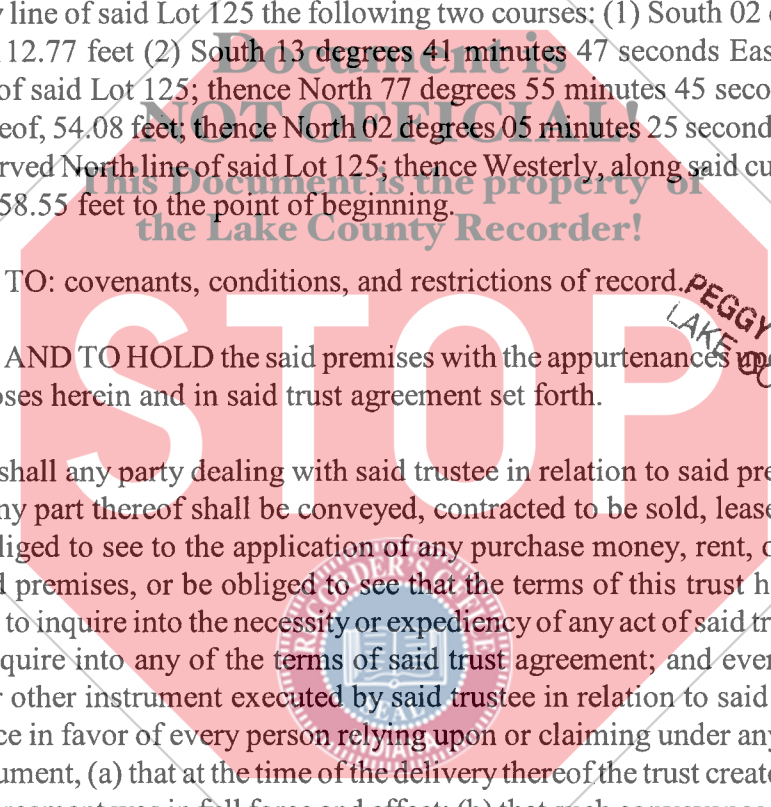 line of said Lot 125 the following two courses: (1) South 02
12.77 feet (2) South 13 degrees 41 minutes 47 seconds Eas
Document is
of said Lot 125; thence North 77 degrees 55 minutes 45 seco
NOT OFFICIAL!
eof, 54.08 feet; thence North 02 degrees 05 minutes 25 second
rved North line of said Lot 125; thence Westerly, along said cu
This Document is the property of
58.55 feet to the point of beginning.
the Lake County Recorder!
TO: covenants, conditions, and restrictions of record.
PEGGY
LAKE CO
STOP
AND TO HOLD the said premises with the appurtenances
oses herein and in said trust agreement set forth.
shall any party dealing with said trustee in relation to said pre
ny part thereof shall be conveyed, contracted to be sold, lease
liged to see to the application of any purchase money, rent, o
d premises, or be obliged to see that the terms of this trust h
to inquire into the necessity or expediency of any act of said tr
quire into any of the terms of said trust agreement; and ever
r other instrument executed by said trustee in relation to said
ce in favor of every person relying upon or claiming under any
ument, (a) that at the time of the delivery thereof the trust create
RECORDER'S OFFICE
SEAL
INDIANA